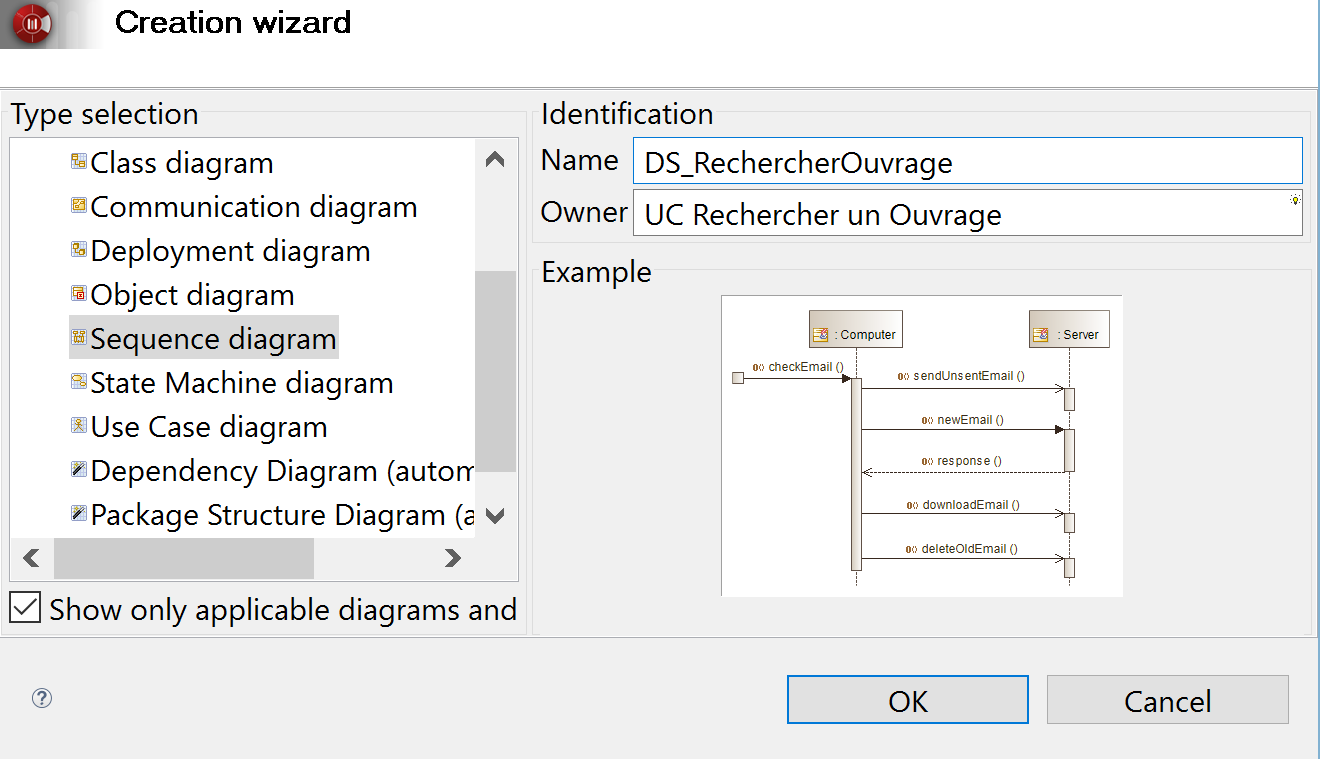 Creation wizard
Type selection
Class diagram
Communication diagram
Deployment diagram
Object diagram
Sequence diagram
State Machine diagram
Use Case diagram
Dependency Diagram (autom
Package Structure Diagram (a
Show only applicable diagrams and
Identification
Name DS_RechercherOuvrage
Owner UC Rechercher un Ouvrage
Example
: Computer : Server
checkEmail ()
sendUnsentEmail ()
newEmail ()
response ()
downloadEmail ()
deleteOldEmail ()
?
OK Cancel